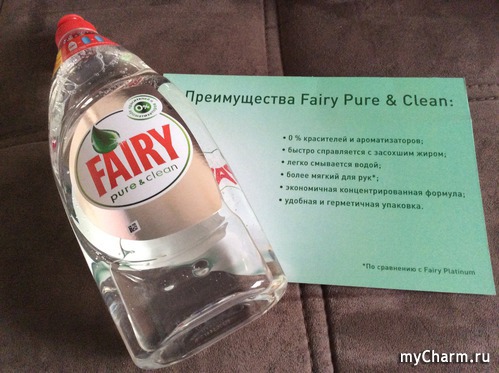 0%
FAIRY
pure & clean
Преимущества Fairy Pure & Clean:
• 0 % красителей и ароматизаторов;
• быстро справляется с засохшим жиром;
• легко смывается водой;
• более мягкий для рук*;
• экономичная концентрированная формула;
• удобная и герметичная упаковка.
*По сравнению с Fairy Platinum
myCharm.ru